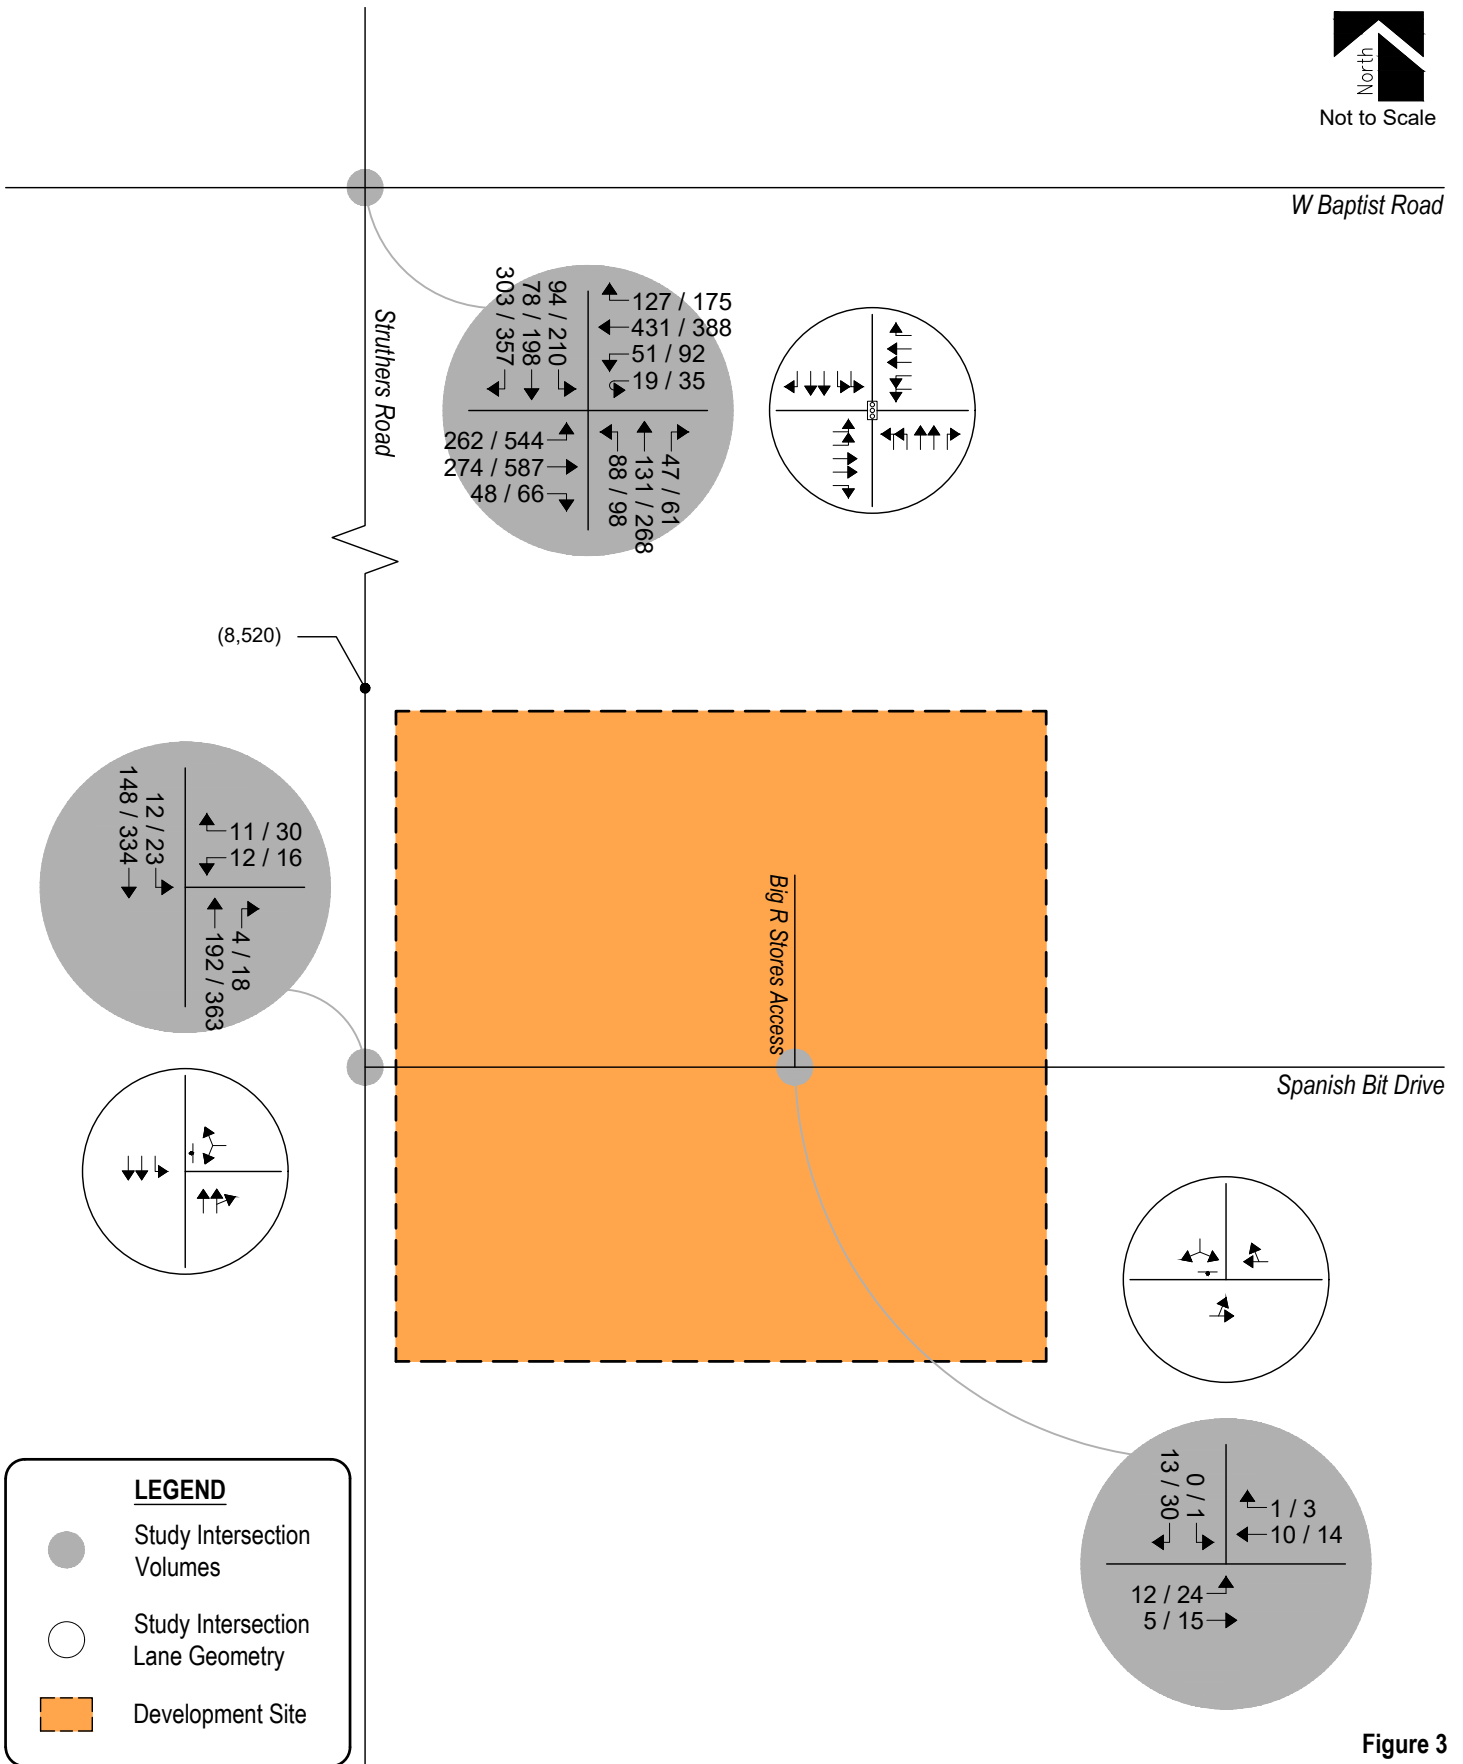 North
Not to Scale
W Baptist Road
Struthers Road
303 / 357
78 / 198
94 / 210
127 / 175
431 / 388
51 / 92
19 / 35
262 / 544
274 / 587
48 / 66
88 / 98
131 / 268
47 / 61
(8,520)
148 / 334
12 / 23
11 / 30
12 / 16
192 / 363
4 / 18
Big R Stores Access
Spanish Bit Drive
13 / 30
0 / 1
1 / 3
10 / 14
12 / 24
5 / 15
LEGEND
Study Intersection
Volumes
Study Intersection
Lane Geometry
Development Site
Figure 3